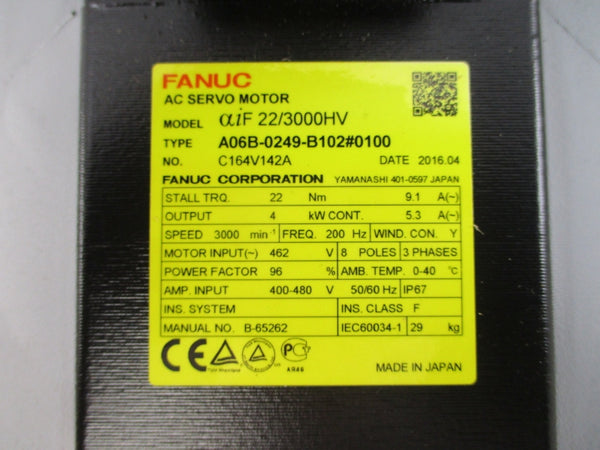 FANUC
AC SERVO MOTOR
MODEL αiF 22/3000HV
TYPE A06B-0249-B102#0100
NO. C164V142A DATE 2016.04
FANUC CORPORATION YAMANASHI 401-0597 JAPAN
STALL TRQ. 22 Nm 9.1 A(~)
OUTPUT 4 kW CONT. 5.3 A(~)
SPEED 3000 min⁻¹ FREQ. 200 Hz WIND. CON. Y
MOTOR INPUT(~) 462 V 8 POLES 3 PHASES
POWER FACTOR 96 % AMB. TEMP. 0-40 ℃
AMP. INPUT 400-480 V 50/60 Hz IP67
INS. SYSTEM INS. CLASS F
MANUAL NO. B-65262 IEC60034-1 29 kg
CE
TÜV Rheinland
MADE IN JAPAN